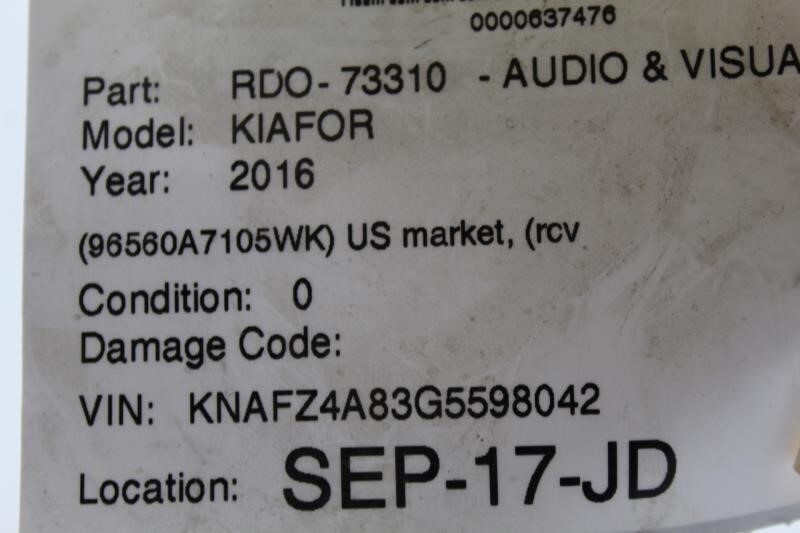 0000637476
Part: RDO- 73310 - AUDIO & VISUA
Model: KIAFOR
Year: 2016
(96560A7105WK) US market, (rcv
Condition: 0
Damage Code:
VIN: KNAFZ4A83G5598042
Location: SEP-17-JD